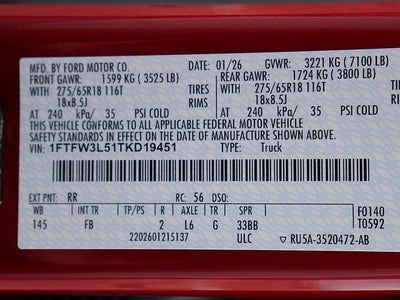 MFD. BY FORD MOTOR CO. 01/26 GVWR: 3221 KG ( 7100 LB)
FRONT GAWR: 1599 KG ( 3525 LB) REAR GAWR: 1724 KG ( 3800 LB)
WITH 275/65R18 116T TIRES WITH 275/65R18 116T
18x8.5J RIMS 18x8.5J
AT 240 kPa/ 35 PSI COLD AT 240 kPa/ 35 PSI COLD
THIS VEHICLE CONFORMS TO ALL APPLICABLE FEDERAL MOTOR VEHICLE
SAFETY STANDARDS IN EFFECT ON THE DATE OF MANUFACTURE SHOWN ABOVE.
VIN: 1FTFW3L51TKD19451 TYPE: Truck
EXT PNT: RR RC: 56 DSO:
WB INT TR TP/PS R AXLE TR SPR F0140
145 FB 2 L6 G 33BB T0592
2202601215137 ULC ▽ RU5A-3520472-AB